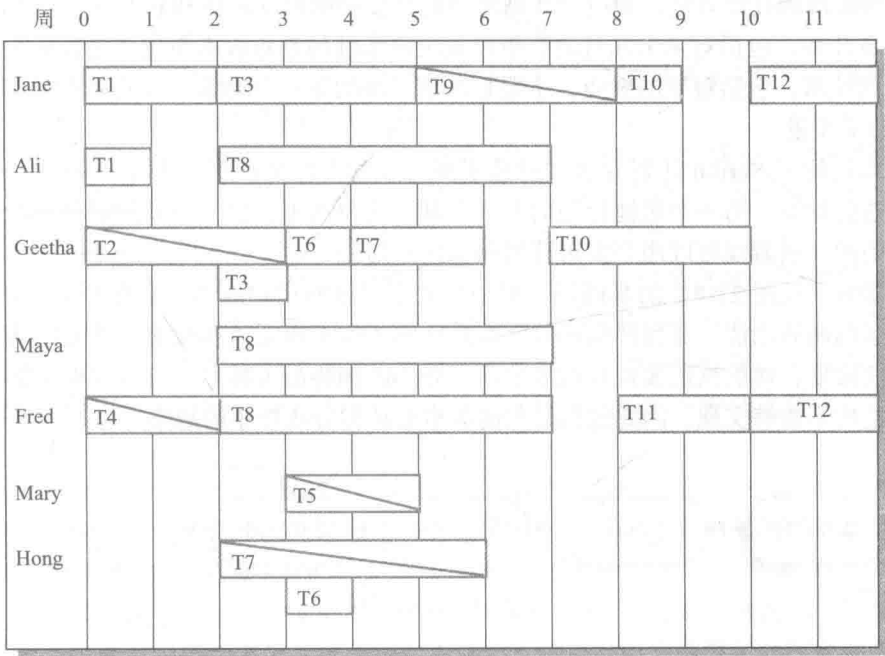 周 0 1 2 3 4 5 6 7 8 9 10 11
Jane T1 T3 T9 T10 T12
Ali T1 T8
Geetha T2 T6 T7 T10
T3
Maya T8
Fred T4 T8 T11 T12
Mary T5
Hong T7
T6